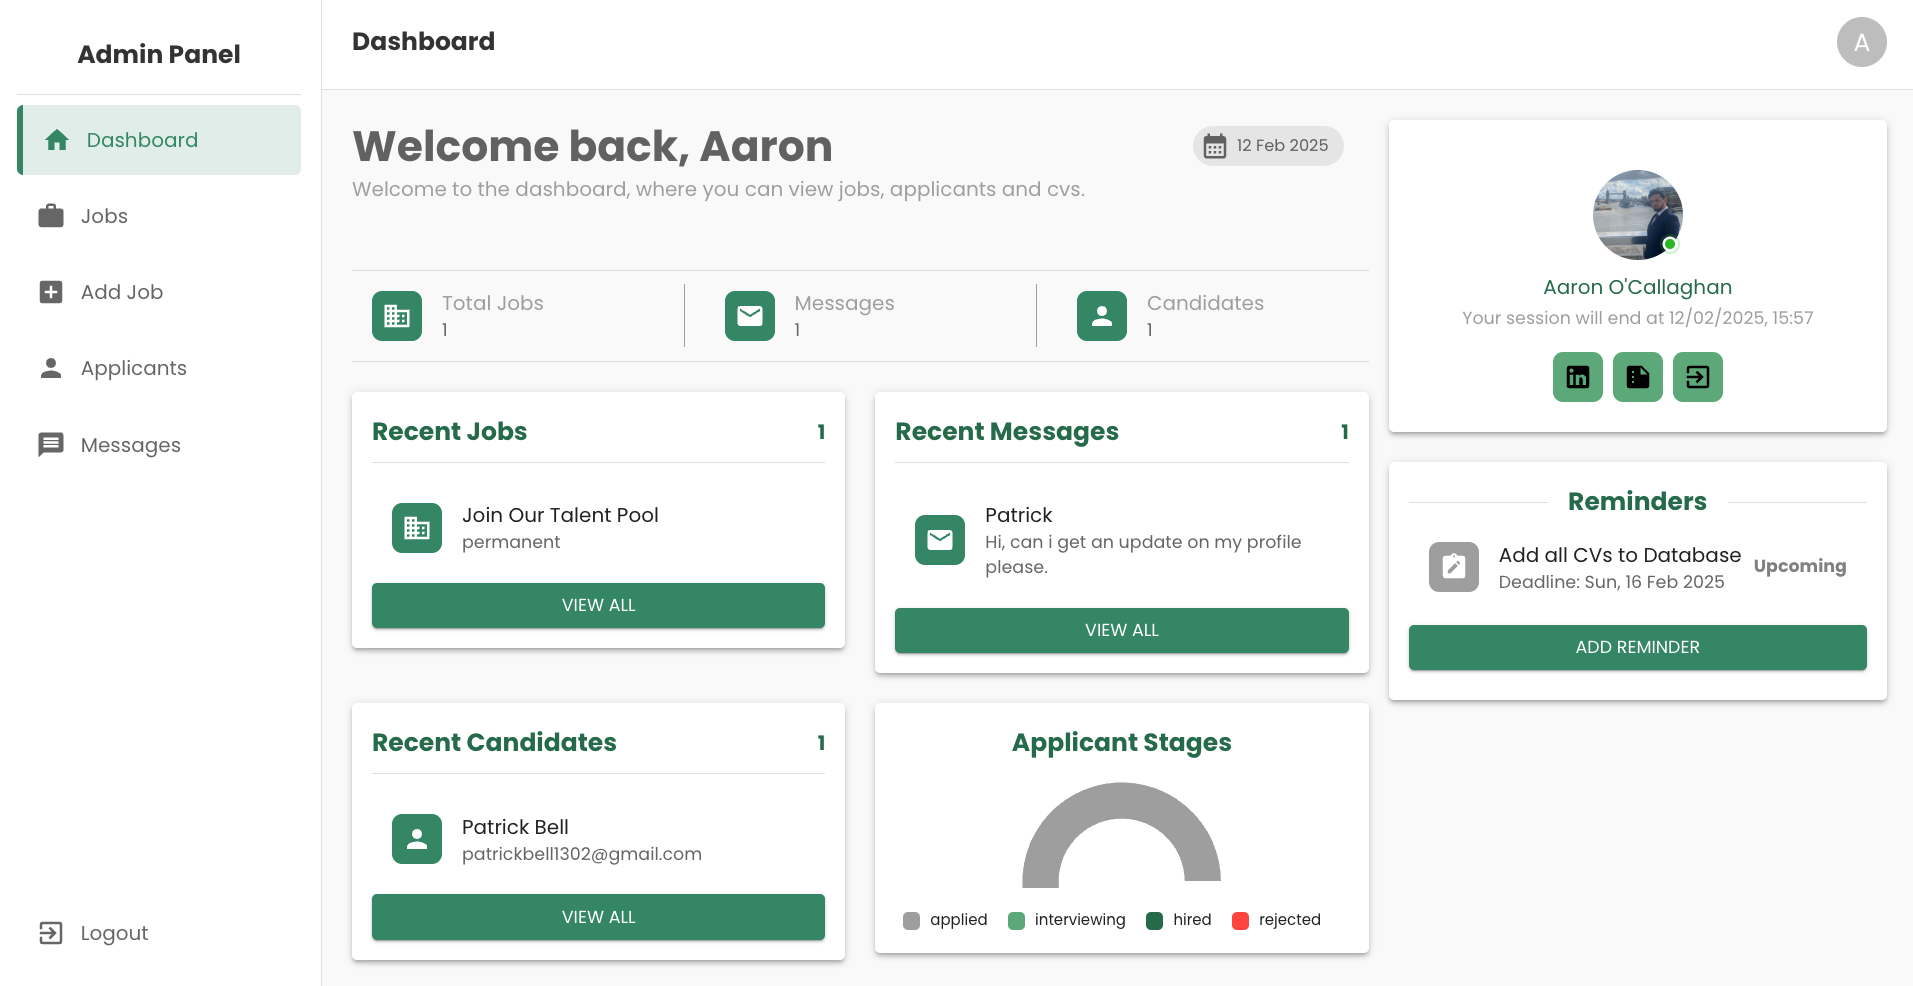 Admin Panel
Dashboard
Jobs
Add Job
Applicants
Messages
Logout
Dashboard
A
Welcome back, Aaron
12 Feb 2025
Welcome to the dashboard, where you can view jobs, applicants and cvs.
Total Jobs
1
Messages
1
Candidates
1
Recent Jobs 1
Join Our Talent Pool
permanent
VIEW ALL
Recent Messages 1
Patrick
Hi, can i get an update on my profile
please.
VIEW ALL
Recent Candidates 1
Patrick Bell
patrickbell1302@gmail.com
VIEW ALL
Applicant Stages
applied interviewing hired rejected
Aaron O'Callaghan
Your session will end at 12/02/2025, 15:57
in
Reminders
Add all CVs to Database
Deadline: Sun, 16 Feb 2025
Upcoming
ADD REMINDER